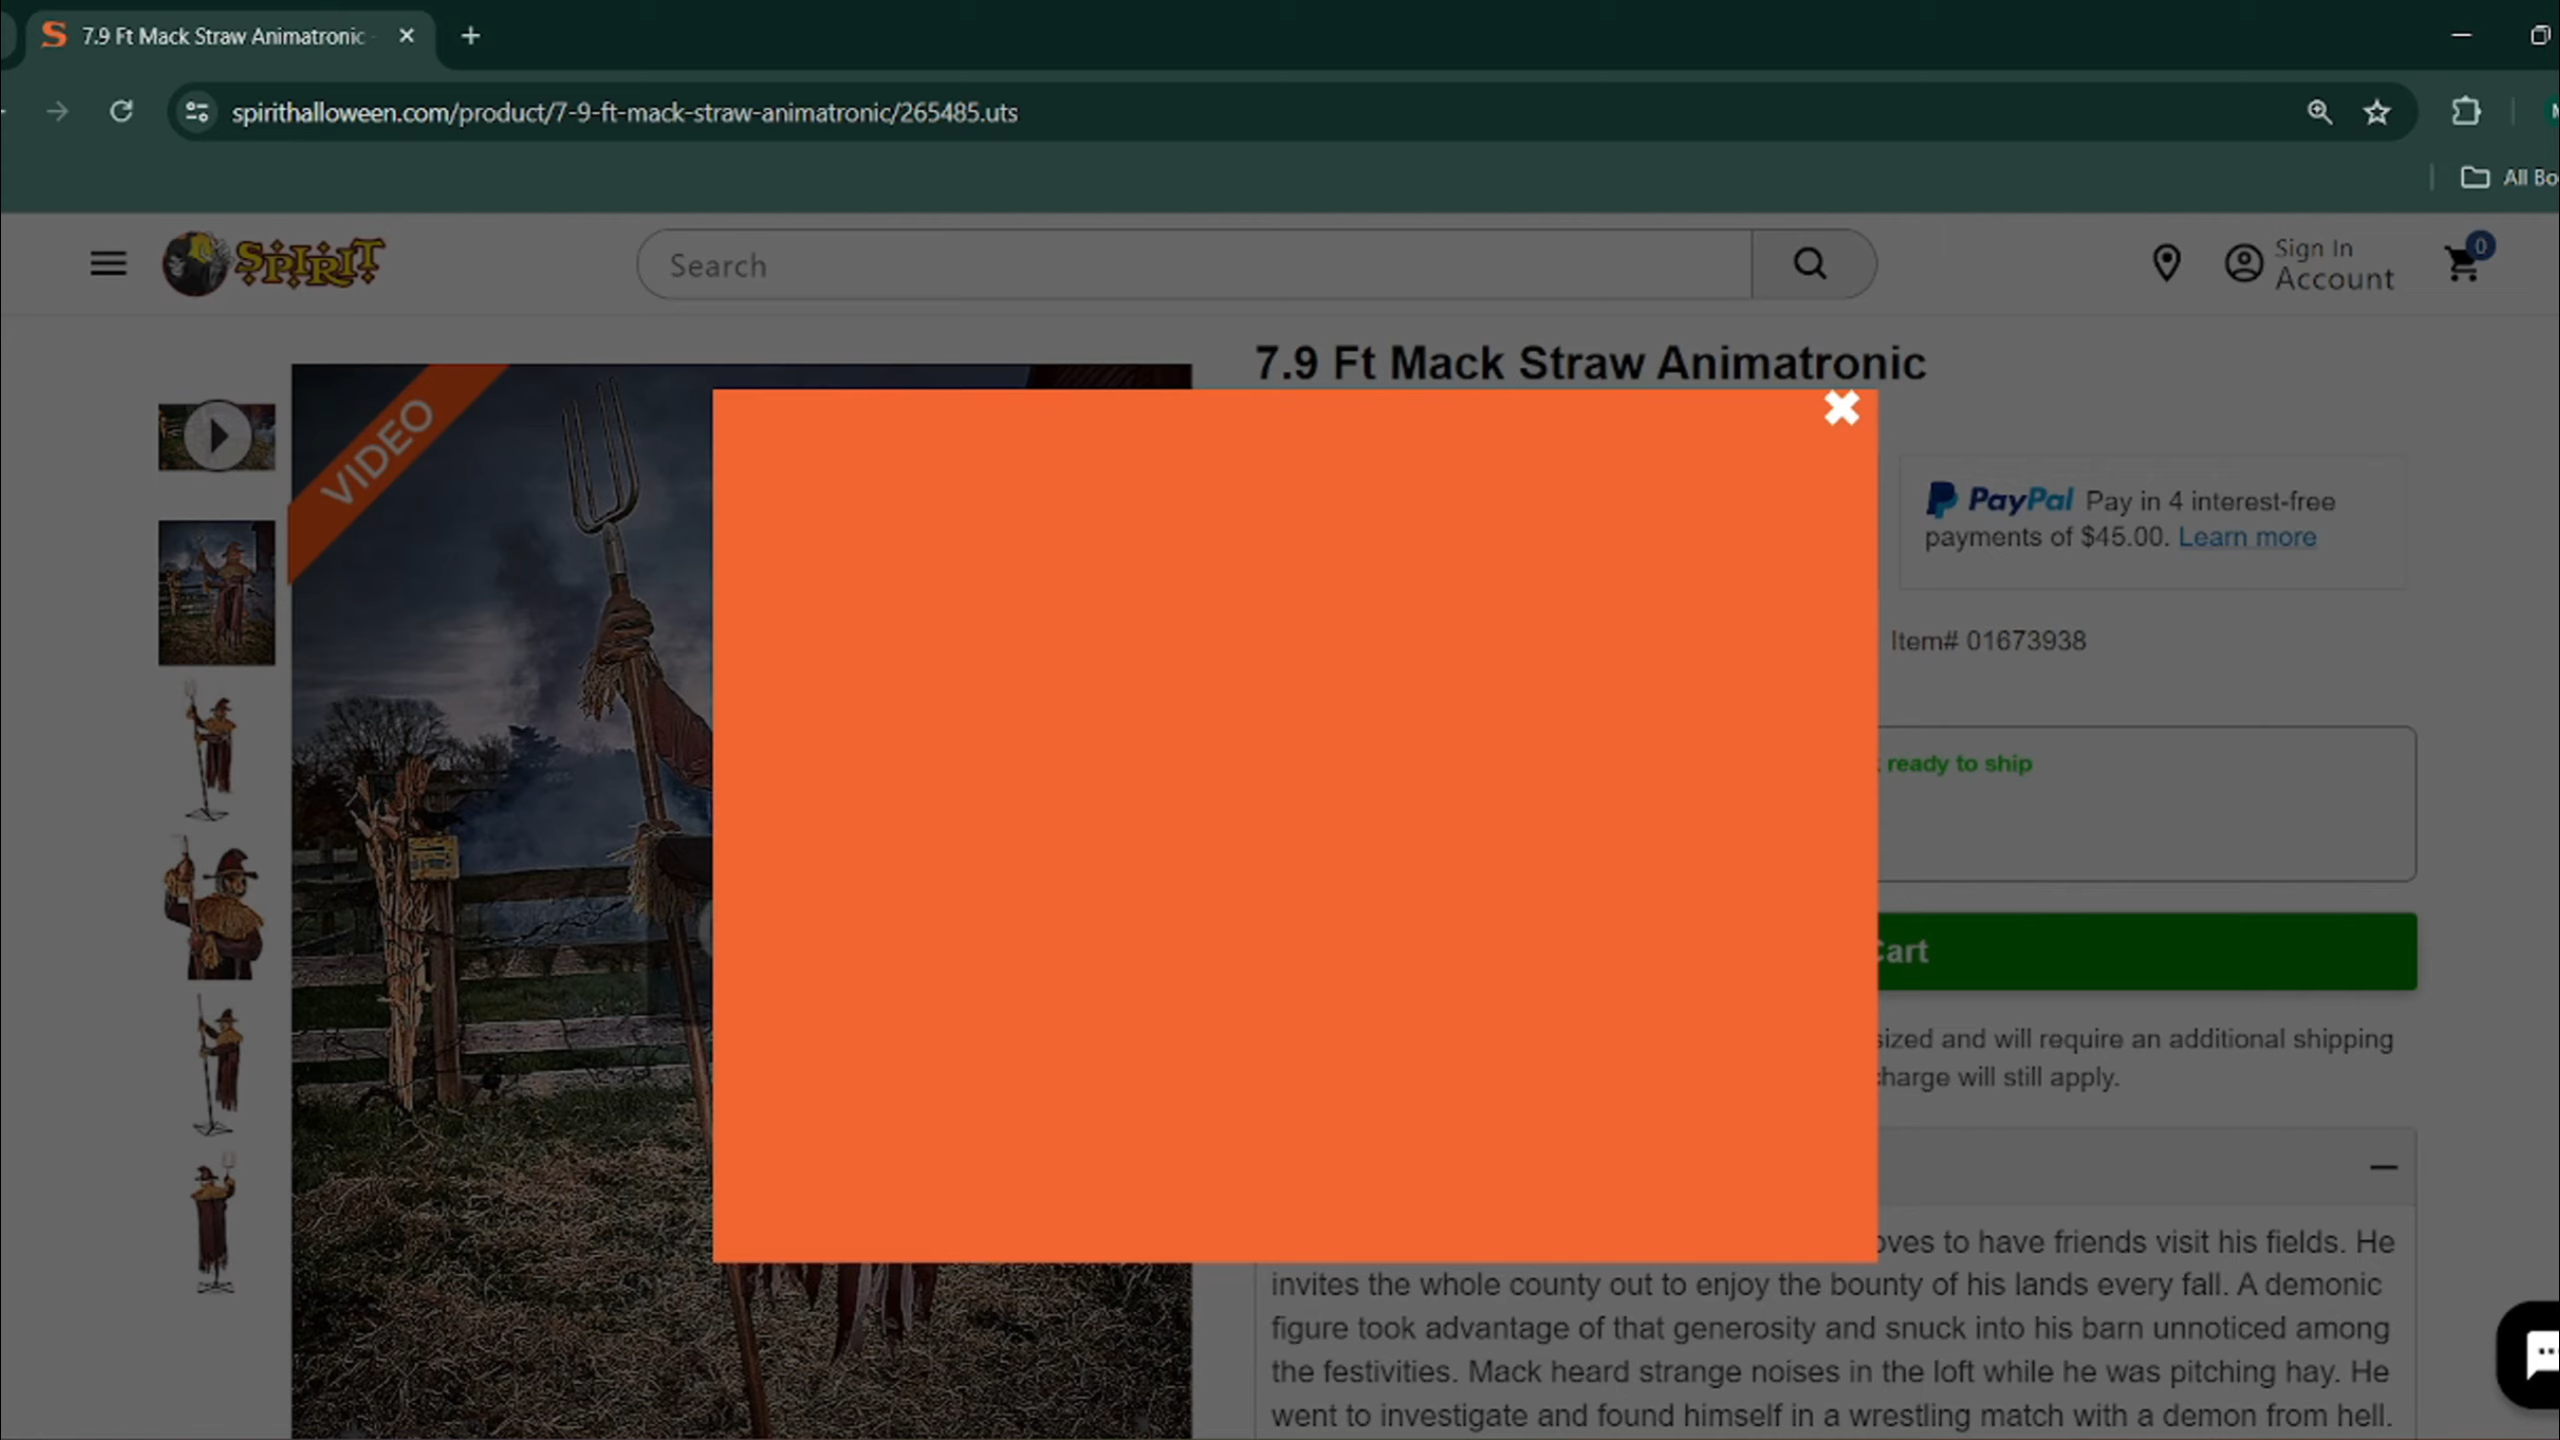 7.9 Ft Mack Straw Animatronic
spirithalloween.com/product/7-9-ft-mack-straw-animatronic/265485.uts
All Bo
SPIRIT
Search
Sign In
Account
0
7.9 Ft Mack Straw Animatronic
VIDEO
PayPal Pay in 4 interest-free
payments of $45.00. Learn more
Item# 01673938
ready to ship
Cart
sized and will require an additional shipping
charge will still apply.
oves to have friends visit his fields. He
invites the whole county out to enjoy the bounty of his lands every fall. A demonic
figure took advantage of that generosity and snuck into his barn unnoticed among
the festivities. Mack heard strange noises in the loft while he was pitching hay. He
went to investigate and found himself in a wrestling match with a demon from hell.